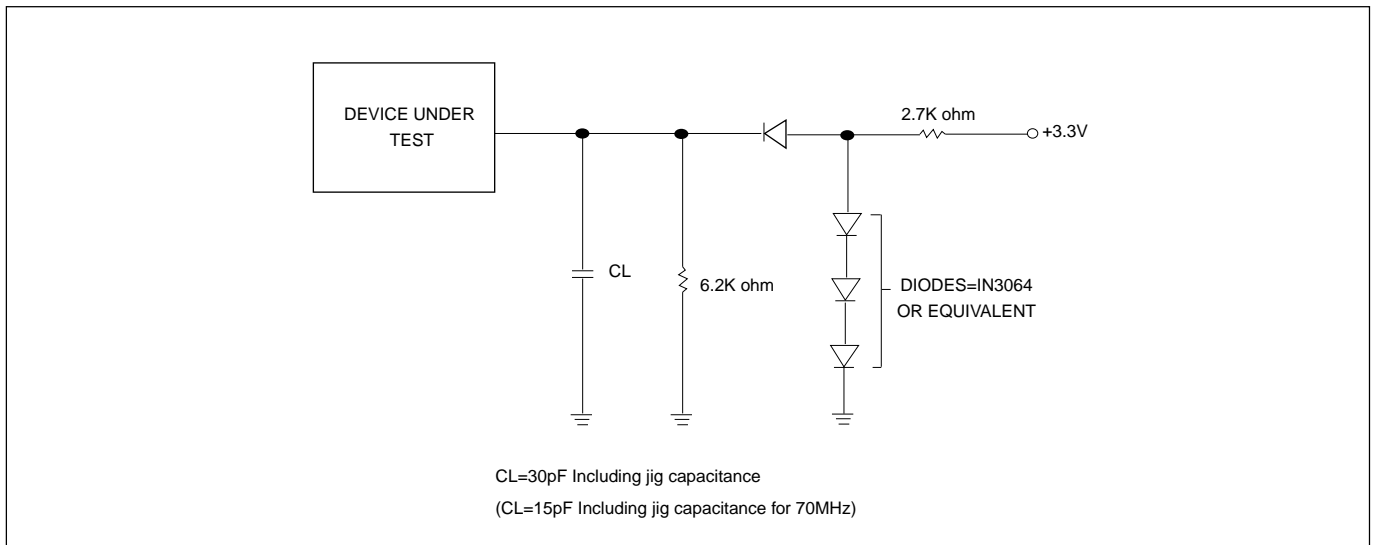 DEVICE UNDER
TEST
2.7K ohm
+3.3V
CL
6.2K ohm
DIODES=IN3064
OR EQUIVALENT
CL=30pF Including jig capacitance
(CL=15pF Including jig capacitance for 70MHz)